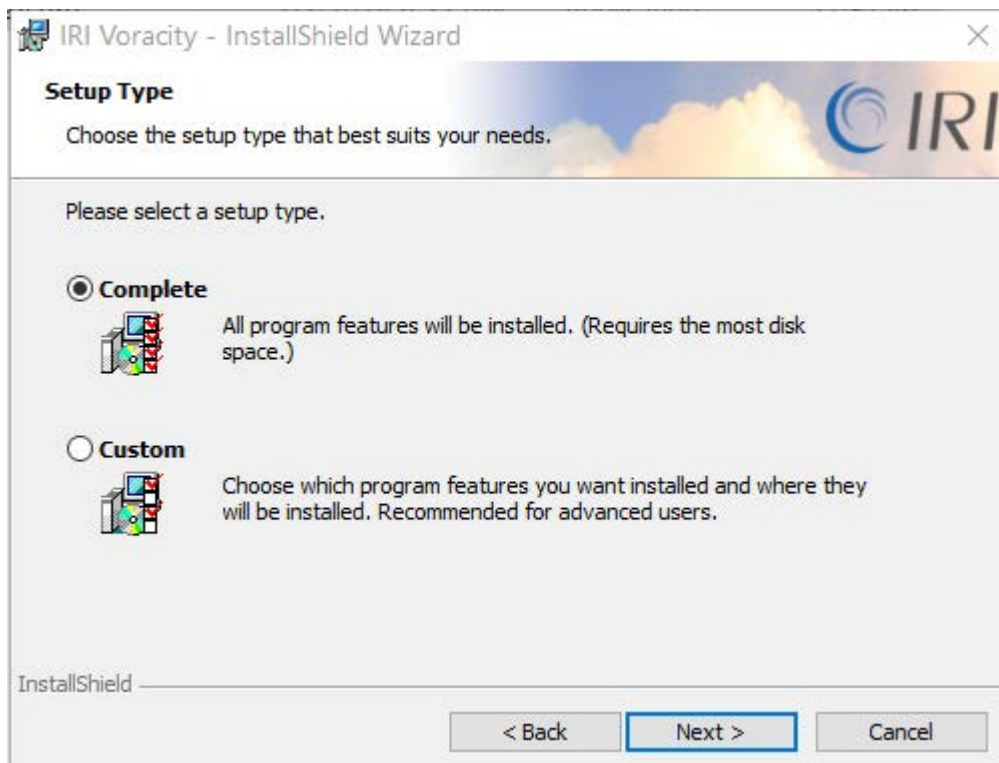 IRI Voracity - InstallShield Wizard
Setup Type
Choose the setup type that best suits your needs.
IRI
Please select a setup type.
Complete
All program features will be installed. (Requires the most disk
space.)
Custom
Choose which program features you want installed and where they
will be installed. Recommended for advanced users.
InstallShield
< Back
Next >
Cancel